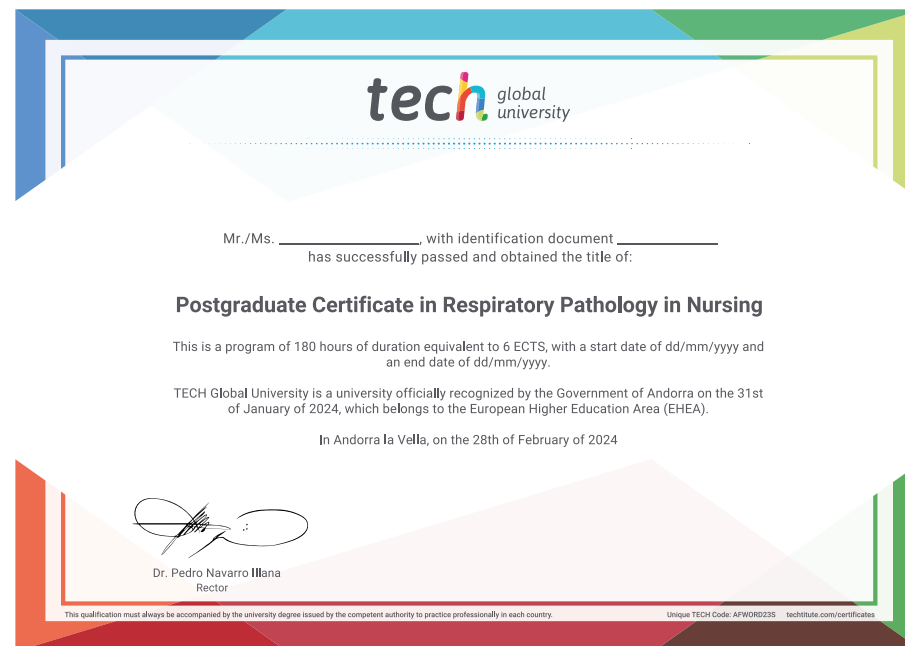 tech global university
Mr./Ms. ____________________, with identification document ______________
has successfully passed and obtained the title of:
Postgraduate Certificate in Respiratory Pathology in Nursing
This is a program of 180 hours of duration equivalent to 6 ECTS, with a start date of dd/mm/yyyy and
an end date of dd/mm/yyyy.
TECH Global University is a university officially recognized by the Government of Andorra on the 31st
of January of 2024, which belongs to the European Higher Education Area (EHEA).
In Andorra la Vella, on the 28th of February of 2024
Dr. Pedro Navarro Illana
Rector
This qualification must always be accompanied by the university degree issued by the competent authority to practice professionally in each country. Unique TECH Code: AFWORD23S techtitute.com/certificates